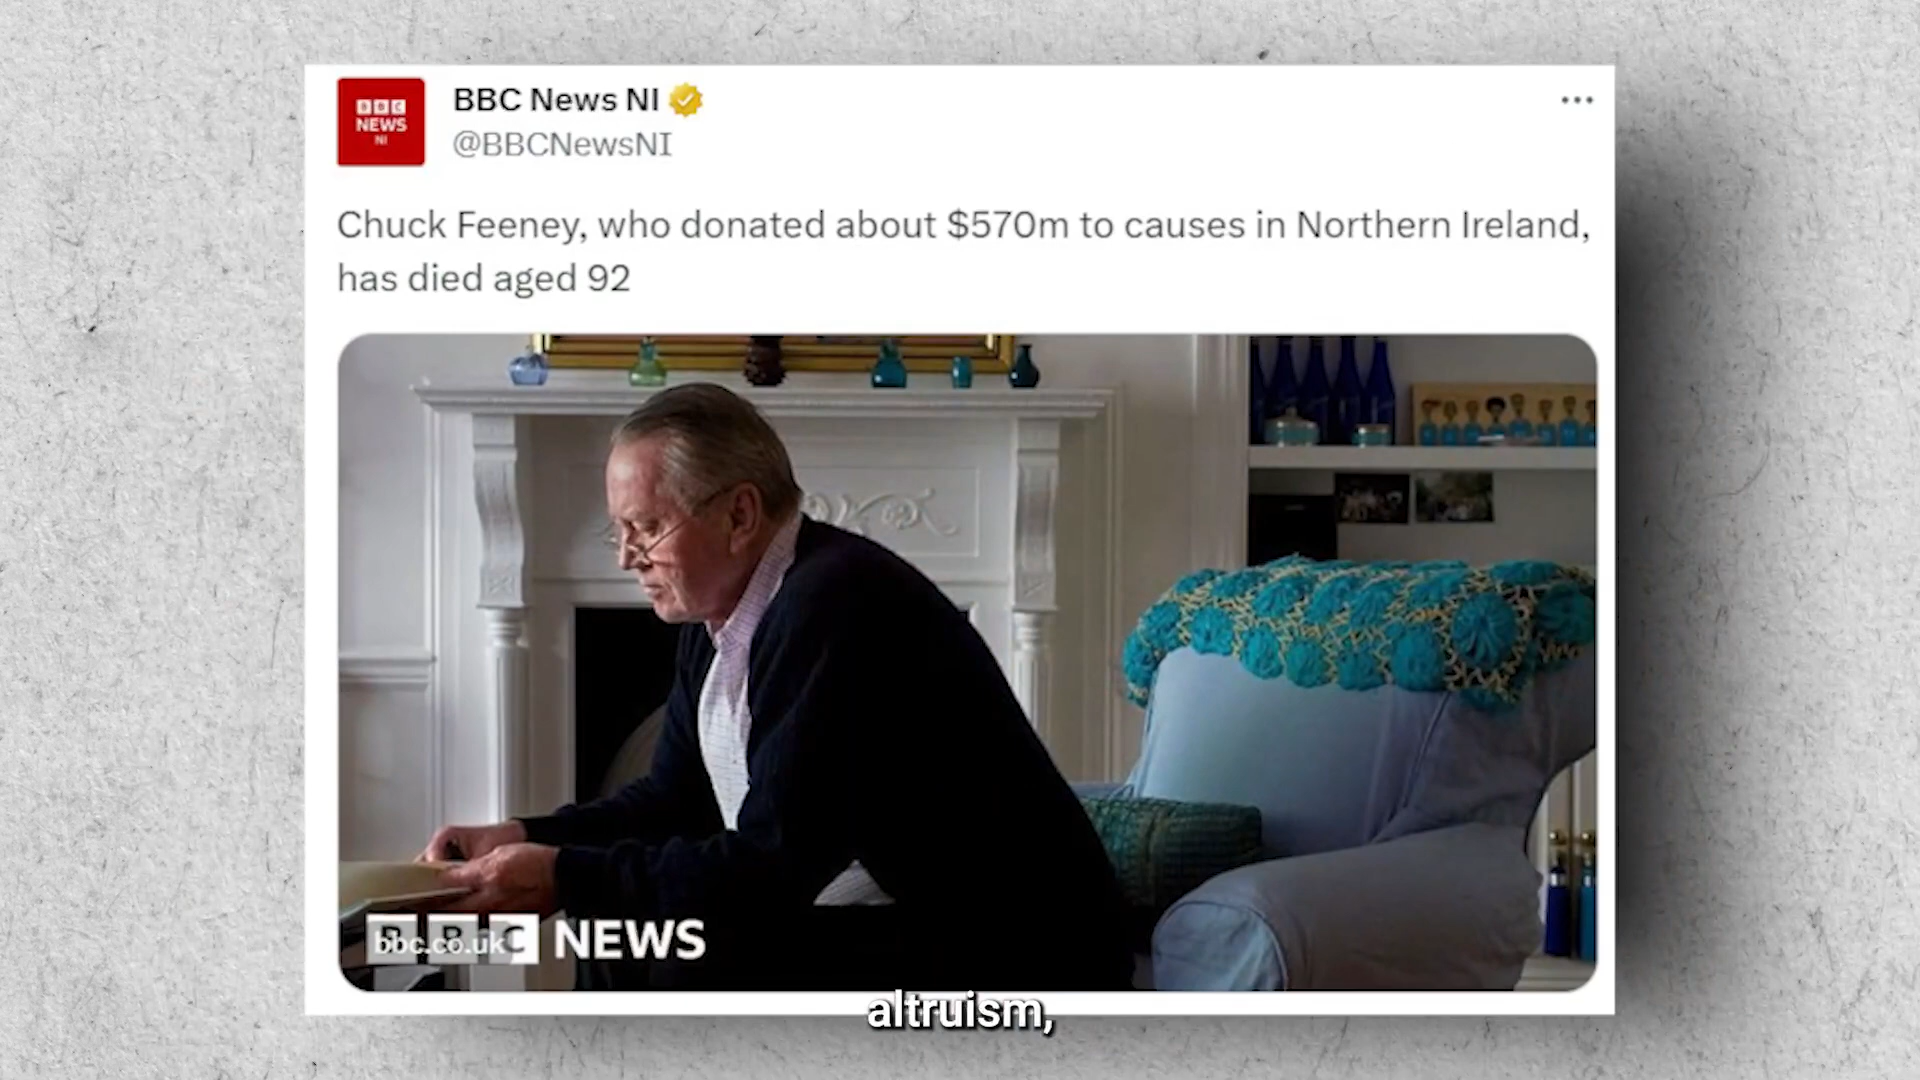 BBC
NEWS
NI
BBC News NI
@BBCNewsNI
Chuck Feeney, who donated about $570m to causes in Northern Ireland,
has died aged 92
BBC NEWS
bbc.co.uk
altruism,